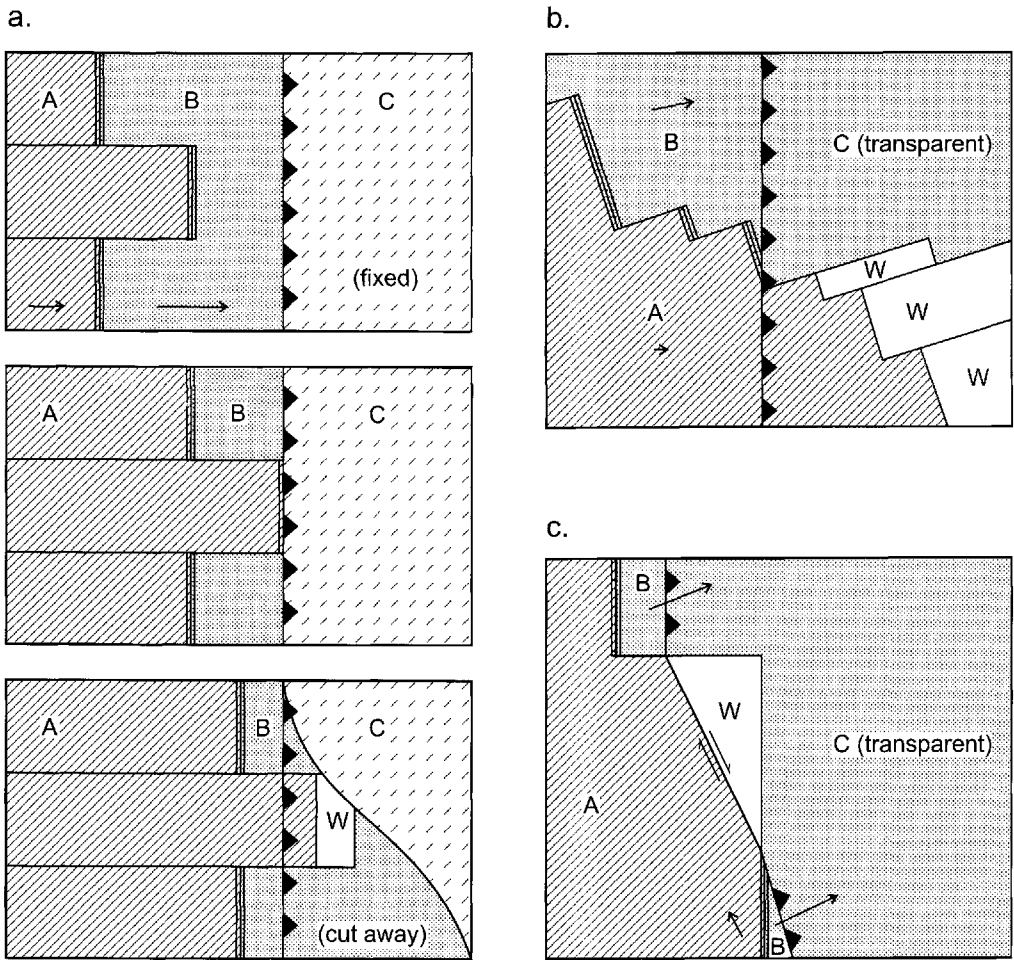 a.
A
B
C
(fixed)
A
B
C
A
B
C
W
(cut away)
b.
B
C (transparent)
W
A
W
W
c.
B
W
C (transparent)
A
B